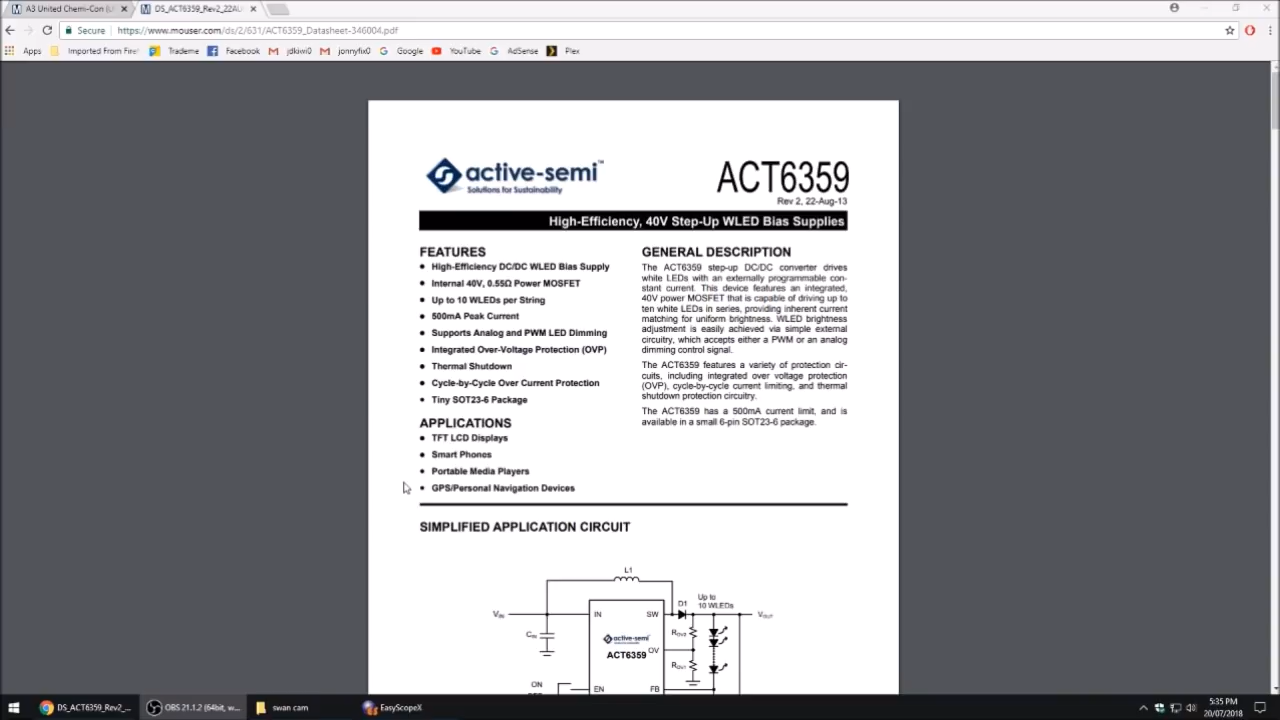 A3 United Chemi-Con (U
DS_ACT6359_Rev2_22AU
Secure
https://www.mouser.com/ds/2/631/ACT6359_Datasheet-346004.pdf
Apps Imported From Fire Trademe Facebook jdkiwi0 jonnyfix0 Google YouTube AdSense Plex
active-semi™
Solutions for Sustainability
ACT6359
Rev 2, 22-Aug-13
High-Efficiency, 40V Step-Up WLED Bias Supplies
FEATURES
• High-Efficiency DC/DC WLED Bias Supply
• Internal 40V, 0.55Ω Power MOSFET
• Up to 10 WLEDs per String
• 500mA Peak Current
• Supports Analog and PWM LED Dimming
• Integrated Over-Voltage Protection (OVP)
• Thermal Shutdown
• Cycle-by-Cycle Over Current Protection
• Tiny SOT23-6 Package
APPLICATIONS
• TFT LCD Displays
• Smart Phones
• Portable Media Players
• GPS/Personal Navigation Devices
GENERAL DESCRIPTION
The ACT6359 step-up DC/DC converter drives
white LEDs with an externally programmable con-
stant current. This device features an integrated,
40V power MOSFET that is capable of driving up to
ten white LEDs in series, providing inherent current
matching for uniform brightness. WLED brightness
adjustment is easily achieved via simple external
circuitry, which accepts either a PWM or an analog
dimming control signal.
The ACT6359 features a variety of protection cir-
cuits, including integrated over voltage protection
(OVP), cycle-by-cycle current limiting, and thermal
shutdown protection circuitry.
The ACT6359 has a 500mA current limit, and is
available in a small 6-pin SOT23-6 package.
SIMPLIFIED APPLICATION CIRCUIT
L1
VIN
IN
SW
D1
Up to
10 WLEDs
VOUT
CIN
active-semi
ACT6359
OV
ROV2
ROV1
ON
EN
FB
DS_ACT6359_Rev2_...
OBS 21.1.2 (64bit, w...
swan cam
EasyScopeX
5:35 PM
20/07/2018